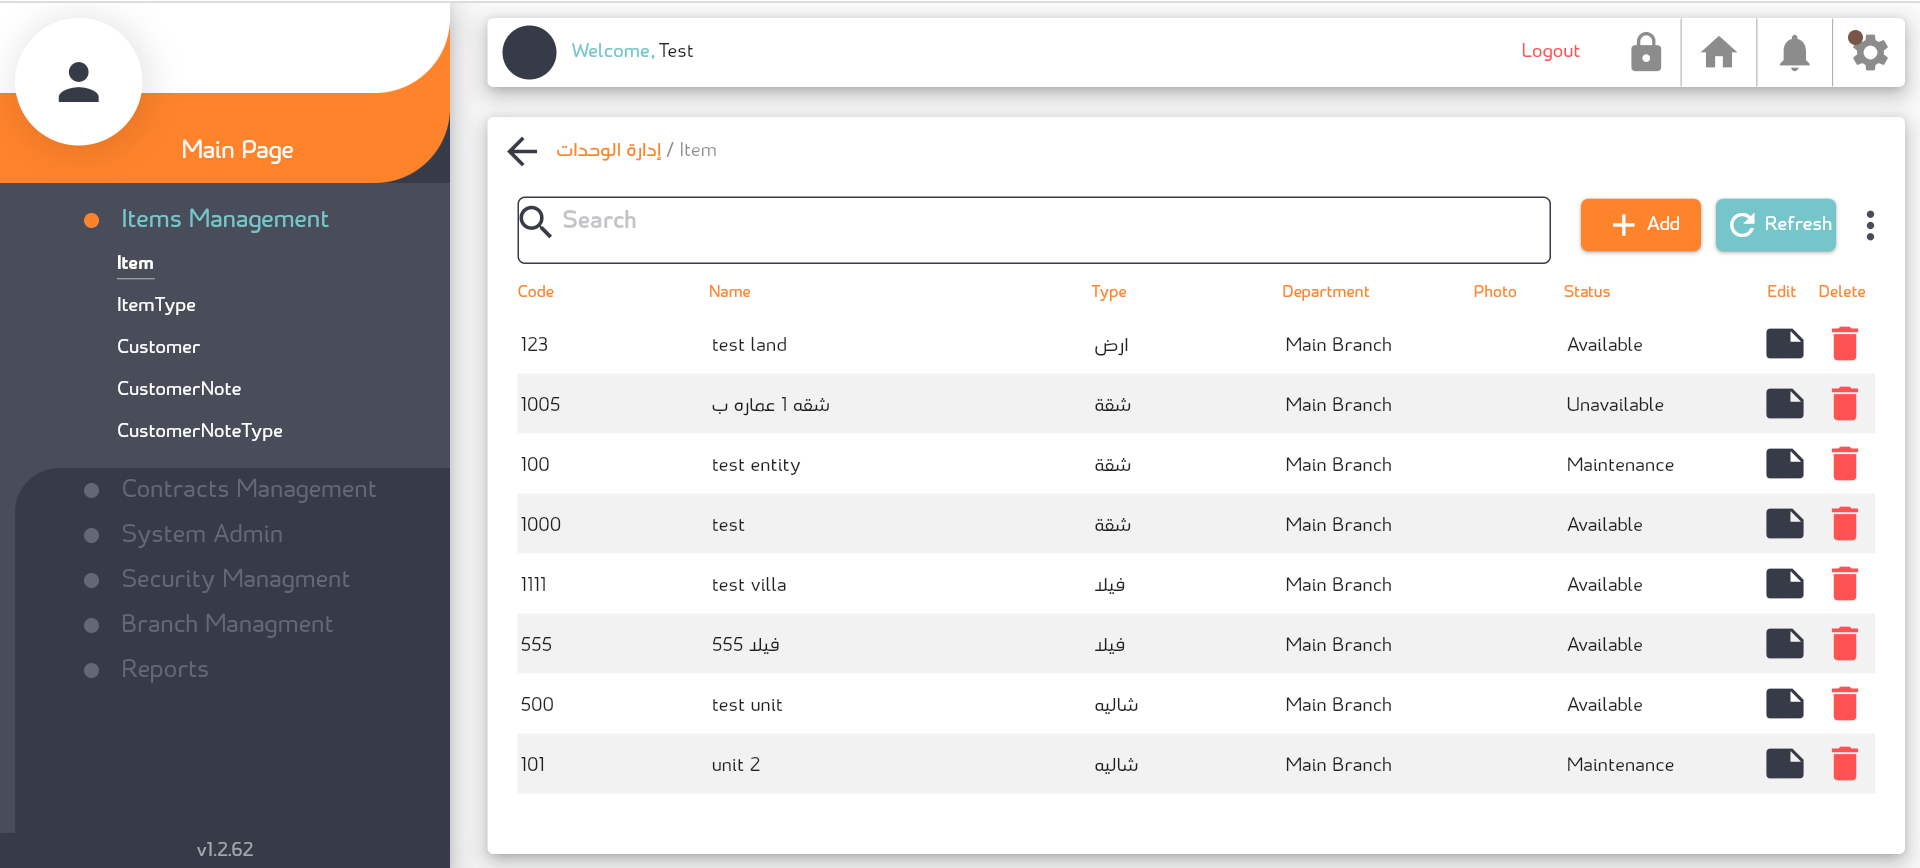 Main Page
Items Management
Item
ItemType
Customer
CustomerNote
CustomerNoteType
Contracts Management
System Admin
Security Managment
Branch Managment
Reports
v1.2.62
Welcome, Test
Logout
إدارة الوحدات / Item
Search
Add
Refresh
Code Name Type Department Photo Status Edit Delete
123 test land ارض Main Branch Available
1005 شقه 1 عماره ب شقة Main Branch Unavailable
100 test entity شقة Main Branch Maintenance
1000 test شقة Main Branch Available
1111 test villa فيلا Main Branch Available
555 فيلا 555 فيلا Main Branch Available
500 test unit شاليه Main Branch Available
101 unit 2 شاليه Main Branch Maintenance